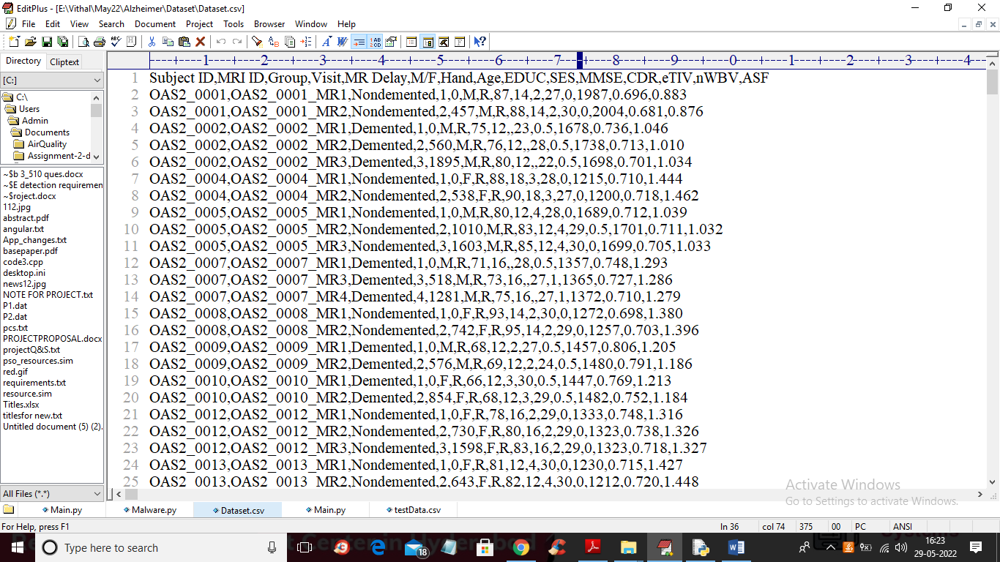 EditPlus - [E:\Vithal\May22\Alzheimer\Dataset\Dataset.csv]
File Edit View Search Document Project Tools Browser Window Help
Directory Cliptext
[C:]
C:\
Users
Admin
Documents
AirQuality
Assignment-2-d
~$b 3_510 ques.docx
~$E detection requiremen
~$roject.docx
112.jpg
abstract.pdf
angular.txt
App_changes.txt
basepaper.pdf
code3.cpp
desktop.ini
news12.jpg
NOTE FOR PROJECT.txt
P1.dat
P2.dat
pcs.txt
PROJECTPROPOSAL.docx
projectQ&S.txt
pso_resources.sim
red.gif
requirements.txt
resource.sim
Titles.xlsx
titlesfor new.txt
Untitled document (5) (2).
All Files (*.*)
----+----1----+----2----+----3----+----4----+----5----+----6----+----7----+----8----+----9----+----0----+----1----+----2----+----3----+----4--
1 Subject ID,MRI ID,Group,Visit,MR Delay,M/F,Hand,Age,EDUC,SES,MMSE,CDR,eTIV,nWBV,ASF
2 OAS2_0001,OAS2_0001_MR1,Nondemented,1,0,M,R,87,14,2,27,0,1987,0.696,0.883
3 OAS2_0001,OAS2_0001_MR2,Nondemented,2,457,M,R,88,14,2,30,0,2004,0.681,0.876
4 OAS2_0002,OAS2_0002_MR1,Demented,1,0,M,R,75,12,,23,0.5,1678,0.736,1.046
5 OAS2_0002,OAS2_0002_MR2,Demented,2,560,M,R,76,12,,28,0.5,1738,0.713,1.010
6 OAS2_0002,OAS2_0002_MR3,Demented,3,1895,M,R,80,12,,22,0.5,1698,0.701,1.034
7 OAS2_0004,OAS2_0004_MR1,Nondemented,1,0,F,R,88,18,3,28,0,1215,0.710,1.444
8 OAS2_0004,OAS2_0004_MR2,Nondemented,2,538,F,R,90,18,3,27,0,1200,0.718,1.462
9 OAS2_0005,OAS2_0005_MR1,Nondemented,1,0,M,R,80,12,4,28,0,1689,0.712,1.039
10 OAS2_0005,OAS2_0005_MR2,Nondemented,2,1010,M,R,83,12,4,29,0.5,1701,0.711,1.032
11 OAS2_0005,OAS2_0005_MR3,Nondemented,3,1603,M,R,85,12,4,30,0,1699,0.705,1.033
12 OAS2_0007,OAS2_0007_MR1,Demented,1,0,M,R,71,16,,28,0.5,1357,0.748,1.293
13 OAS2_0007,OAS2_0007_MR3,Demented,3,518,M,R,73,16,,27,1,1365,0.727,1.286
14 OAS2_0007,OAS2_0007_MR4,Demented,4,1281,M,R,75,16,,27,1,1372,0.710,1.279
15 OAS2_0008,OAS2_0008_MR1,Nondemented,1,0,F,R,93,14,2,30,0,1272,0.698,1.380
16 OAS2_0008,OAS2_0008_MR2,Nondemented,2,742,F,R,95,14,2,29,0,1257,0.703,1.396
17 OAS2_0009,OAS2_0009_MR1,Demented,1,0,M,R,68,12,2,27,0.5,1457,0.806,1.205
18 OAS2_0009,OAS2_0009_MR2,Demented,2,576,M,R,69,12,2,24,0.5,1480,0.791,1.186
19 OAS2_0010,OAS2_0010_MR1,Demented,1,0,F,R,66,12,3,30,0.5,1447,0.769,1.213
20 OAS2_0010,OAS2_0010_MR2,Demented,2,854,F,R,68,12,3,29,0.5,1482,0.752,1.184
21 OAS2_0012,OAS2_0012_MR1,Nondemented,1,0,F,R,78,16,2,29,0,1333,0.748,1.316
22 OAS2_0012,OAS2_0012_MR2,Nondemented,2,730,F,R,80,16,2,29,0,1323,0.738,1.326
23 OAS2_0012,OAS2_0012_MR3,Nondemented,3,1598,F,R,83,16,2,29,0,1323,0.718,1.327
24 OAS2_0013,OAS2_0013_MR1,Nondemented,1,0,F,R,81,12,4,30,0,1230,0.715,1.427
25 OAS2_0013,OAS2_0013_MR2,Nondemented,2,643,F,R,82,12,4,30,0,1212,0.720,1.448
Activate Windows
Go to Settings to activate Windows.
Main.py Malware.py Dataset.csv Main.py testData.csv
For Help, press F1 ln 36 col 74 375 00 PC ANSI
Type here to search
18
16:23
29-05-2022